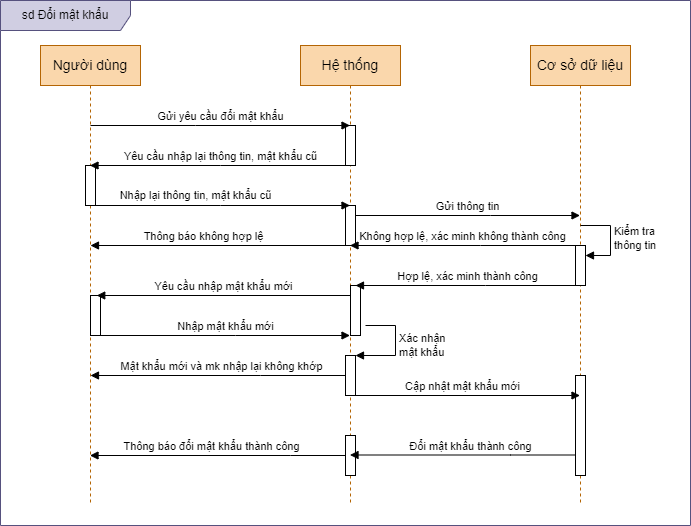 sd Đổi mật khẩu
Người dùng
Hệ thống
Cơ sở dữ liệu
Gửi yêu cầu đổi mật khẩu
Yêu cầu nhập lại thông tin, mật khẩu cũ
Nhập lại thông tin, mật khẩu cũ
Gửi thông tin
Kiểm tra
thông tin
Thông báo không hợp lệ
Không hợp lệ, xác minh không thành công
Hợp lệ, xác minh thành công
Yêu cầu nhập mật khẩu mới
Nhập mật khẩu mới
Xác nhận
mật khẩu
Mật khẩu mới và mk nhập lại không khớp
Cập nhật mật khẩu mới
Thông báo đổi mật khẩu thành công
Đổi mật khẩu thành công